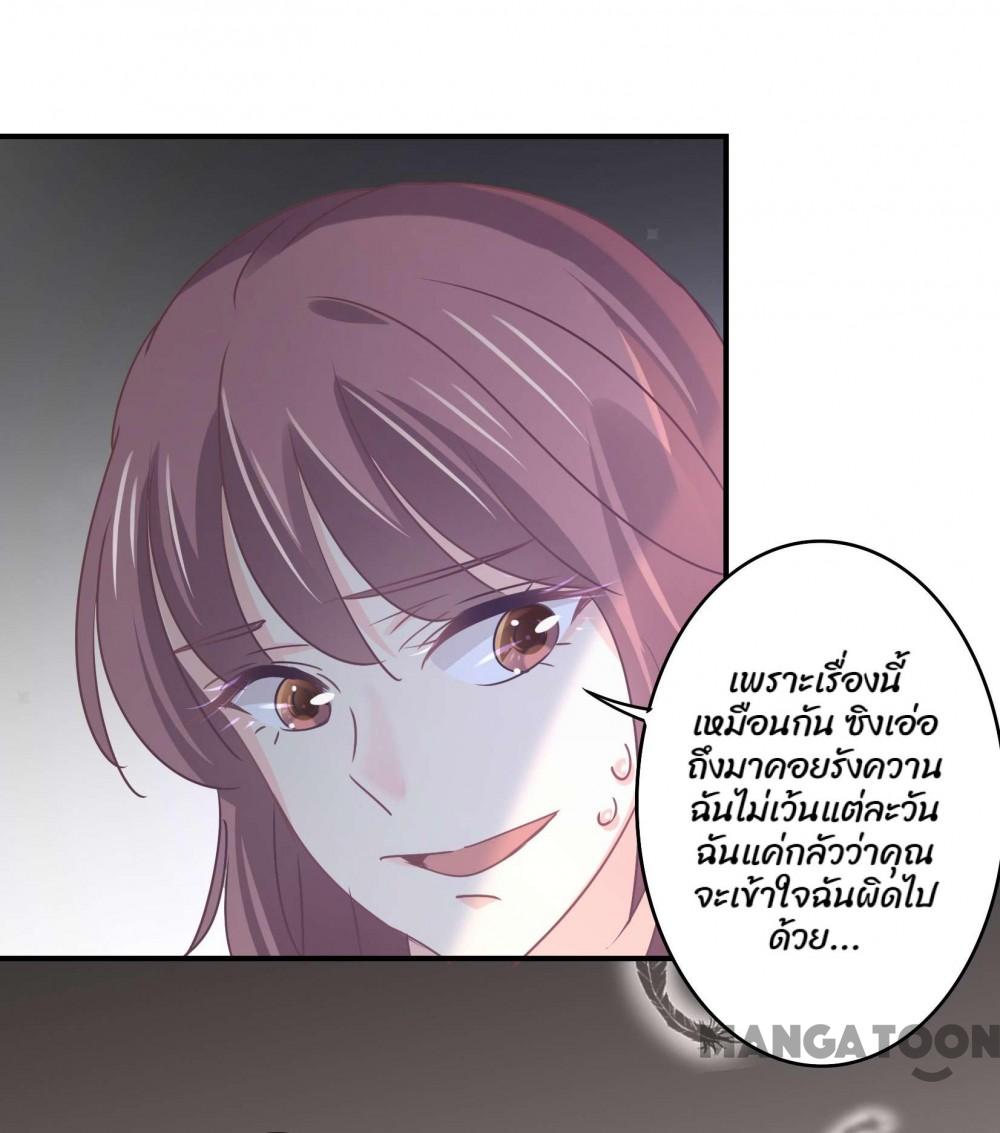 เพราะเรื่องนี้
เหมือนกัน ซิงเอ่อ
ถึงมาคอยรังควาน
ฉันไม่เว้นแต่ละวัน
ฉันแค่กลัวว่าคุณ
จะเข้าใจฉันผิดไป
ด้วย...
MANGATOON